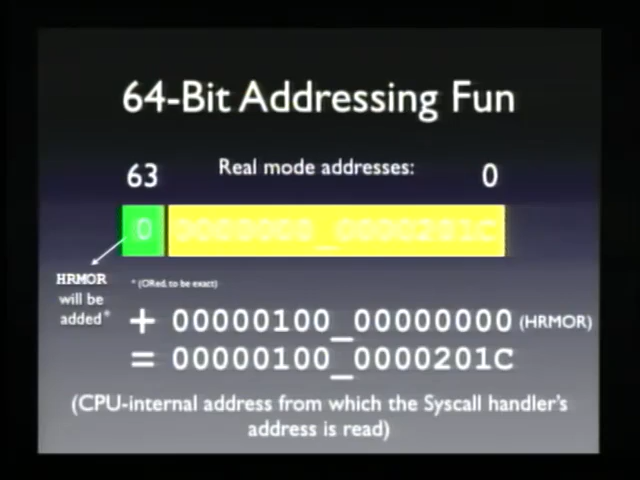 64-Bit Addressing Fun
Real mode addresses:
63 0
0 0000000_0000201C
HRMOR
will be
added*
* (ORed, to be exact)
+ 00000100_00000000 (HRMOR)
= 00000100_0000201C
(CPU-internal address from which the Syscall handler's
address is read)